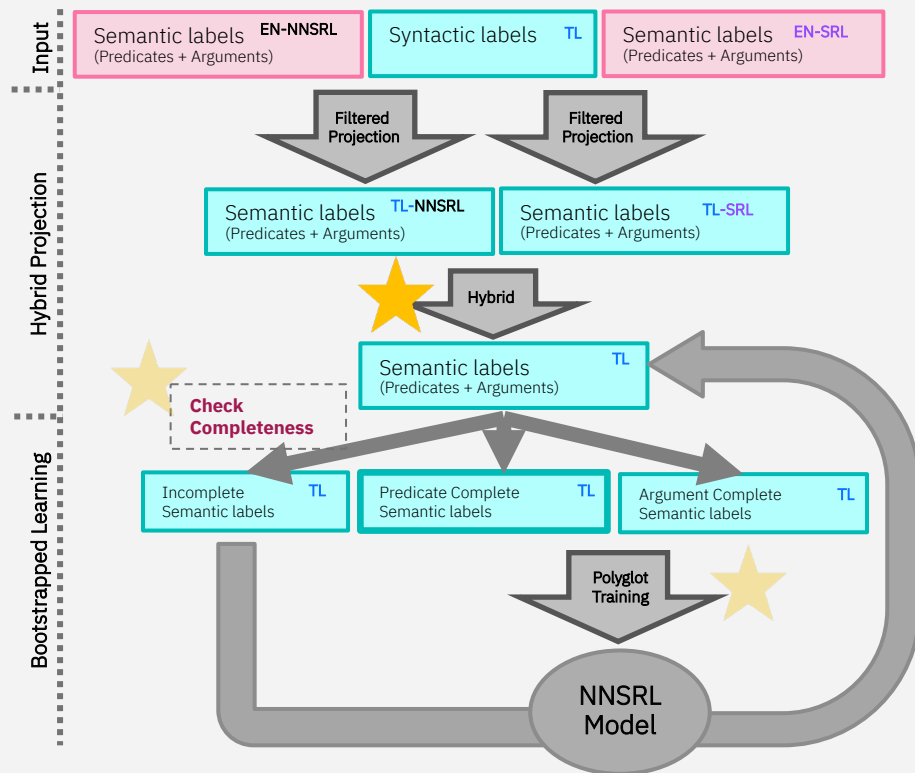 Input
Semantic labels EN-NNSRL
(Predicates + Arguments)
Syntactic labels TL
Semantic labels EN-SRL
(Predicates + Arguments)
Hybrid Projection
Filtered
Projection
Filtered
Projection
Semantic labels TL-NNSRL
(Predicates + Arguments)
Semantic labels TL-SRL
(Predicates + Arguments)
Hybrid
Semantic labels TL
(Predicates + Arguments)
Check
Completeness
Bootstrapped Learning
Incomplete TL
Semantic labels
Predicate Complete TL
Semantic labels
Argument Complete TL
Semantic labels
Polyglot
Training
NNSRL
Model